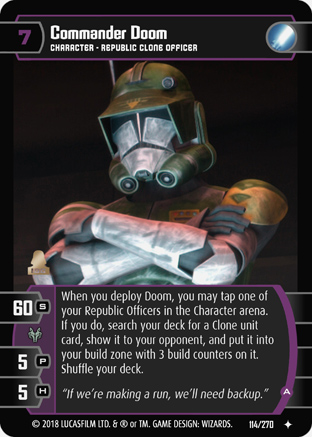 7
Commander Doom
CHARACTER • REPUBLIC CLONE OFFICER
60 S
5 P
5 H
When you deploy Doom, you may tap one of
your Republic Officers in the Character arena.
If you do, search your deck for a Clone unit
card, show it to your opponent, and put it into
your build zone with 3 build counters on it.
Shuffle your deck.
“If we’re making a run, we’ll need backup.”
A
© 2018 LUCASFILM LTD. & ® or TM. GAME DESIGN: WIZARDS.
114/270